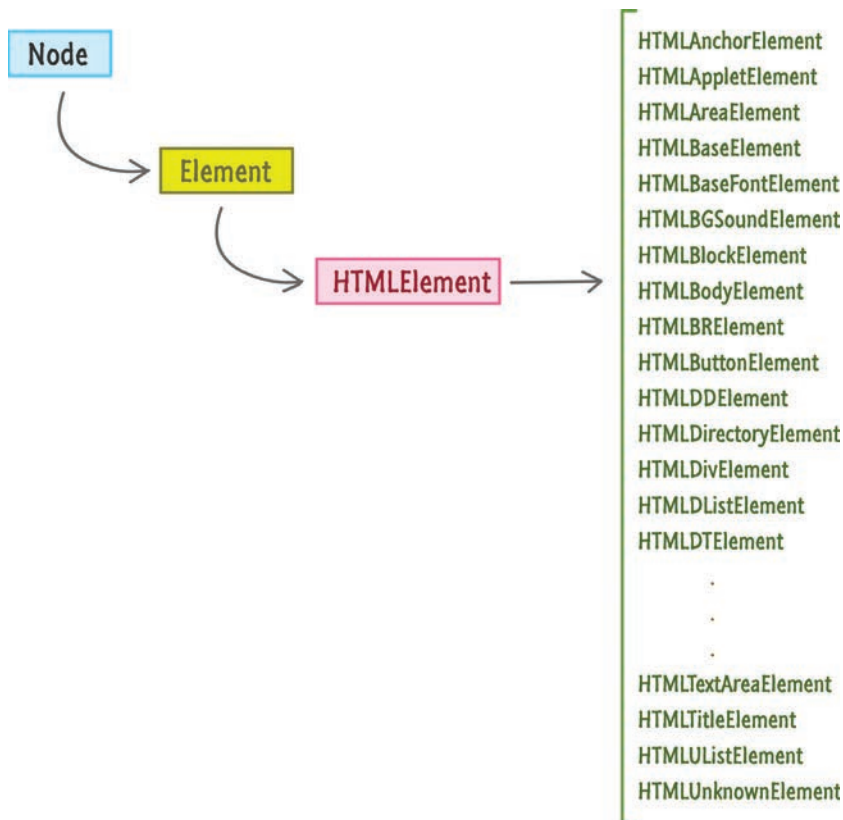 Node
Element
HTMLElement
HTMLAnchorElement
HTMLAppletElement
HTMLAreaElement
HTMLBaseElement
HTMLBaseFontElement
HTMLBGSoundElement
HTMLBlockElement
HTMLBodyElement
HTMLBRElement
HTMLButtonElement
HTMLDDElement
HTMLDirectoryElement
HTMLDivElement
HTMLDListElement
HTMLDTElement
.
.
.
HTMLTextAreaElement
HTMLTitleElement
HTMLUListElement
HTMLUnknownElement